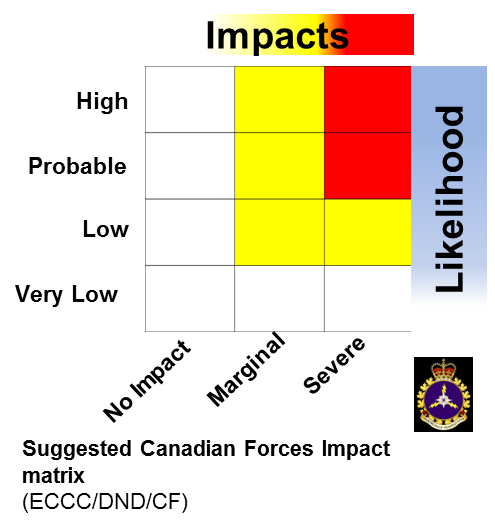 Impacts
High
Probable
Low
Very Low
Likelihood
No Impact
Marginal
Severe
Suggested Canadian Forces Impact
matrix
(ECCC/DND/CF)